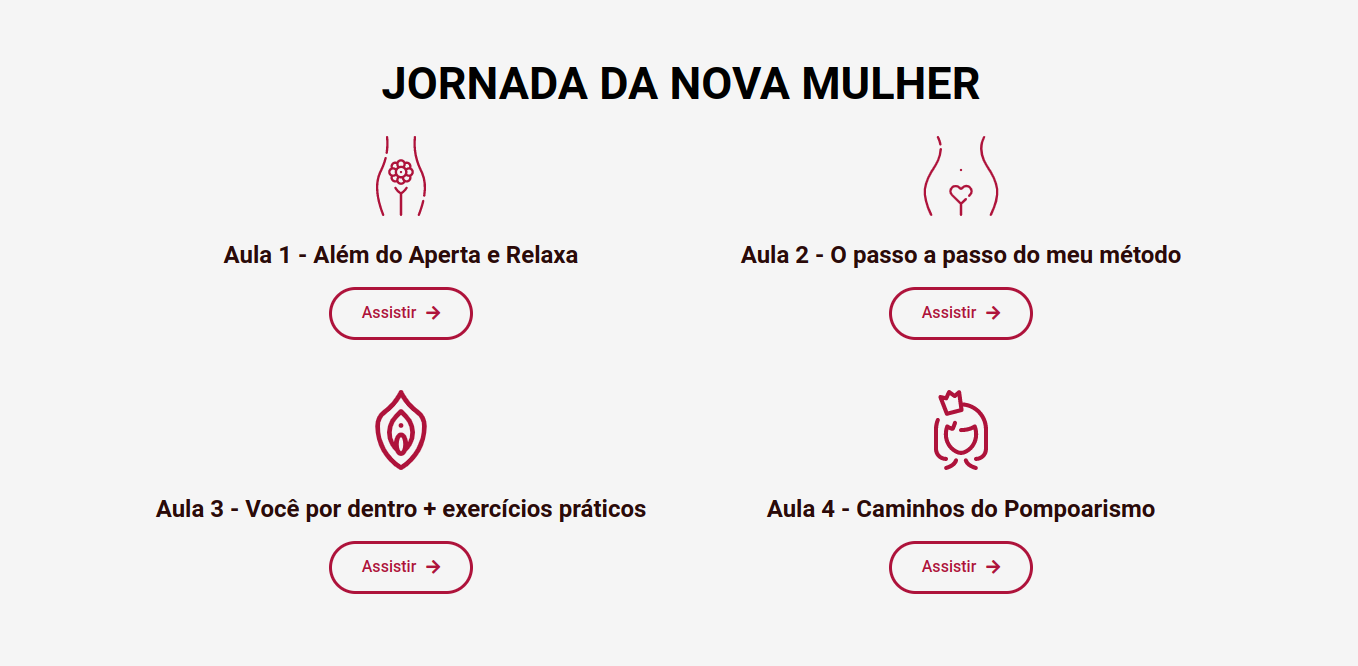 JORNADA DA NOVA MULHER
Aula 1 - Além do Aperta e Relaxa
Assistir
Aula 2 - O passo a passo do meu método
Assistir
Aula 3 - Você por dentro + exercícios práticos
Assistir
Aula 4 - Caminhos do Pompoarismo
Assistir